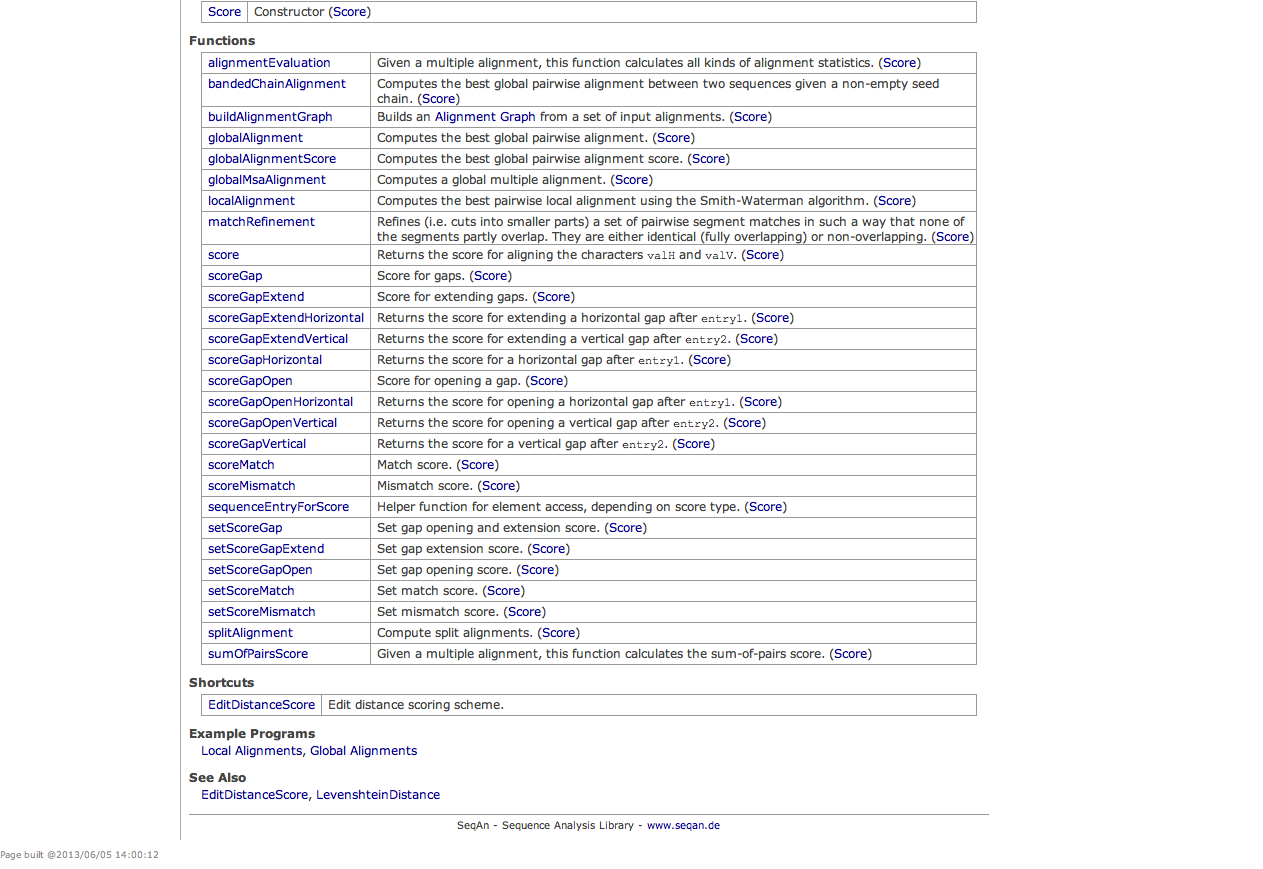 Score Constructor (Score)
Functions
alignmentEvaluation Given a multiple alignment, this function calculates all kinds of alignment statistics. (Score)
bandedChainAlignment Computes the best global pairwise alignment between two sequences given a non-empty seed
chain. (Score)
buildAlignmentGraph Builds an Alignment Graph from a set of input alignments. (Score)
globalAlignment Computes the best global pairwise alignment. (Score)
globalAlignmentScore Computes the best global pairwise alignment score. (Score)
globalMsaAlignment Computes a global multiple alignment. (Score)
localAlignment Computes the best pairwise local alignment using the Smith-Waterman algorithm. (Score)
matchRefinement Refines (i.e. cuts into smaller parts) a set of pairwise segment matches in such a way that none of
the segments partly overlap. They are either identical (fully overlapping) or non-overlapping. (Score)
score Returns the score for aligning the characters valH and valV. (Score)
scoreGap Score for gaps. (Score)
scoreGapExtend Score for extending gaps. (Score)
scoreGapExtendHorizontal Returns the score for extending a horizontal gap after entry1. (Score)
scoreGapExtendVertical Returns the score for extending a vertical gap after entry2. (Score)
scoreGapHorizontal Returns the score for a horizontal gap after entry1. (Score)
scoreGapOpen Score for opening a gap. (Score)
scoreGapOpenHorizontal Returns the score for opening a horizontal gap after entry1. (Score)
scoreGapOpenVertical Returns the score for opening a vertical gap after entry2. (Score)
scoreGapVertical Returns the score for a vertical gap after entry2. (Score)
scoreMatch Match score. (Score)
scoreMismatch Mismatch score. (Score)
sequenceEntryForScore Helper function for element access, depending on score type. (Score)
setScoreGap Set gap opening and extension score. (Score)
setScoreGapExtend Set gap extension score. (Score)
setScoreGapOpen Set gap opening score. (Score)
setScoreMatch Set match score. (Score)
setScoreMismatch Set mismatch score. (Score)
splitAlignment Compute split alignments. (Score)
sumOfPairsScore Given a multiple alignment, this function calculates the sum-of-pairs score. (Score)
Shortcuts
EditDistanceScore Edit distance scoring scheme.
Example Programs
Local Alignments, Global Alignments
See Also
EditDistanceScore, LevenshteinDistance
SeqAn - Sequence Analysis Library - www.seqan.de
Page built @2013/06/05 14:00:12